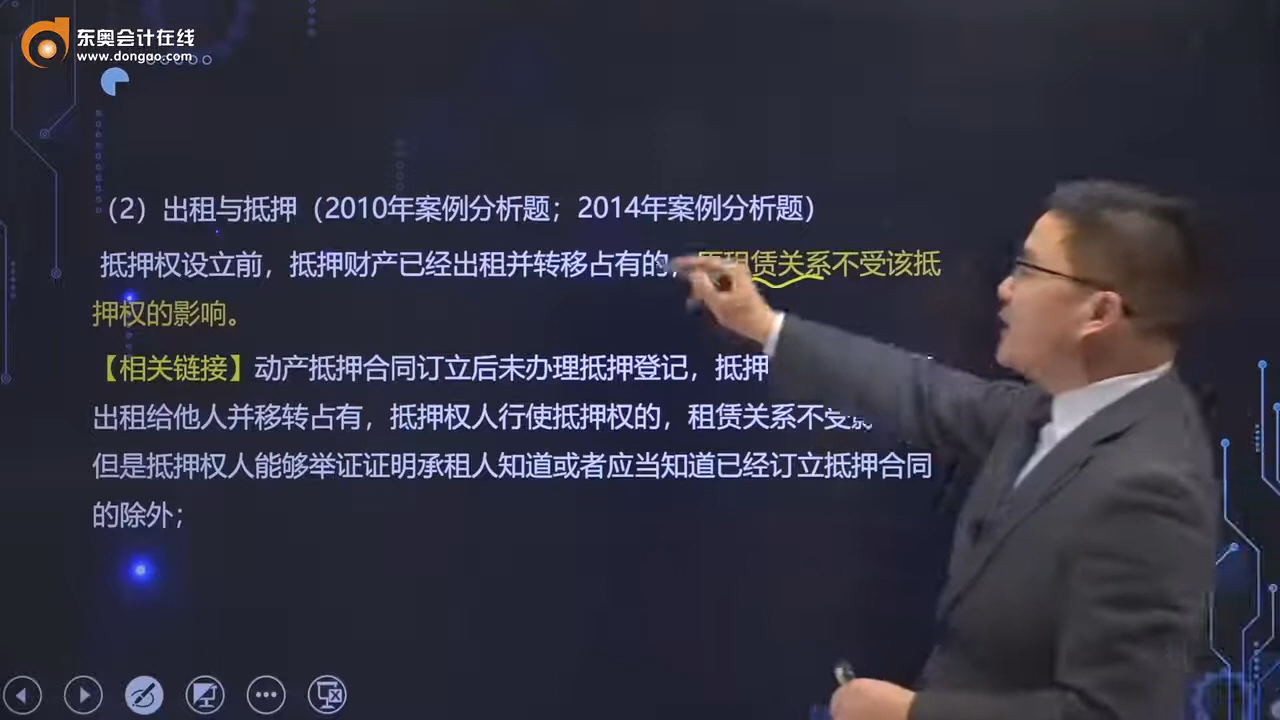 东奥会计在线
www.dongao.com
（2）出租与抵押（2010年案例分析题；2014年案例分析题）
抵押权设立前，抵押财产已经出租并转移占有的，原租赁关系不受该抵
押权的影响。
【相关链接】动产抵押合同订立后未办理抵押登记，抵押
出租给他人并移转占有，抵押权人行使抵押权的，租赁关系不受
但是抵押权人能够举证证明承租人知道或者应当知道已经订立抵押合同
的除外；